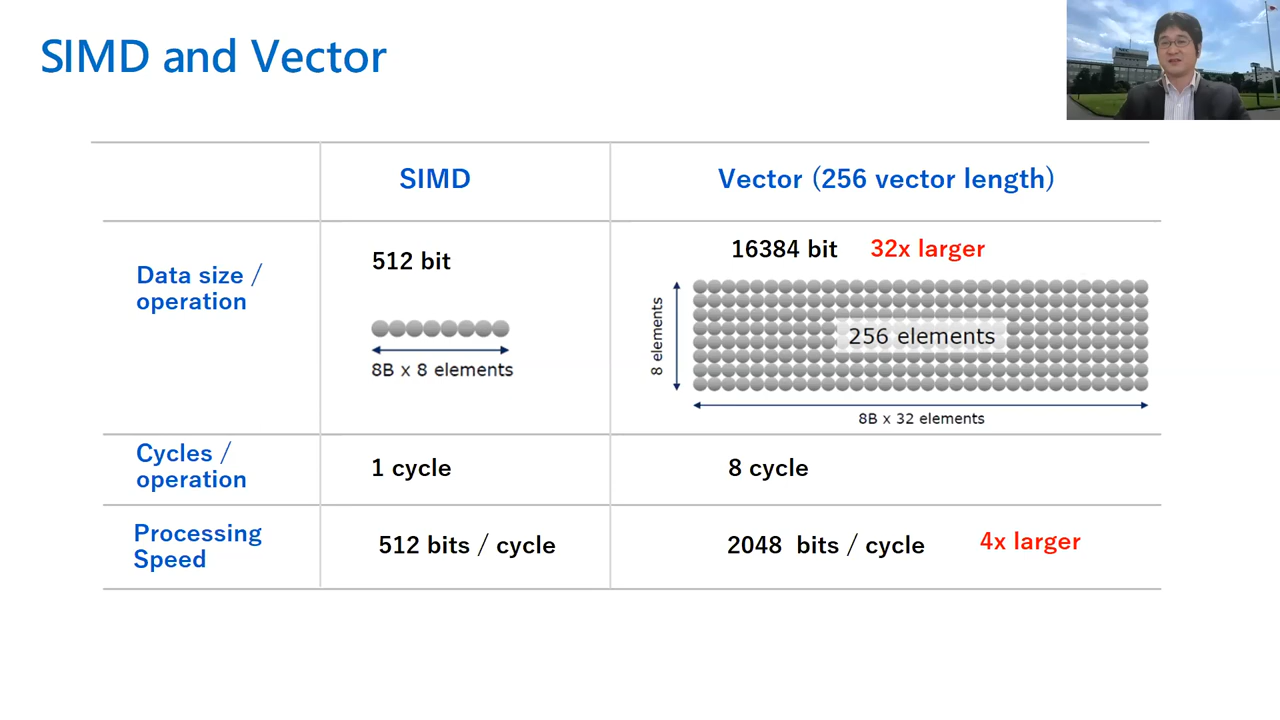 SIMD and Vector
SIMD
Vector (256 vector length)
Data size /
operation
512 bit
8B x 8 elements
16384 bit
32x larger
8 elements
256 elements
8B x 32 elements
Cycles /
operation
1 cycle
8 cycle
Processing
Speed
512 bits / cycle
2048 bits / cycle
4x larger